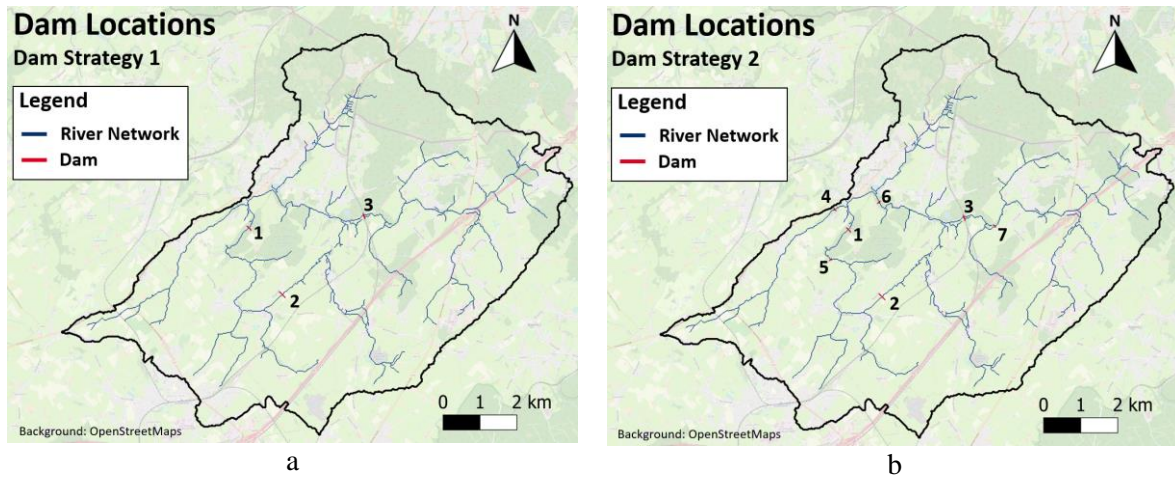 Dam Locations
Dam Strategy 1
N
Legend
River Network
Dam
3
1
2
0 1 2 km
Background: OpenStreetMaps
a
Dam Locations
Dam Strategy 2
N
Legend
River Network
Dam
4
6
3
1
7
5
2
0 1 2 km
Background: OpenStreetMaps
b